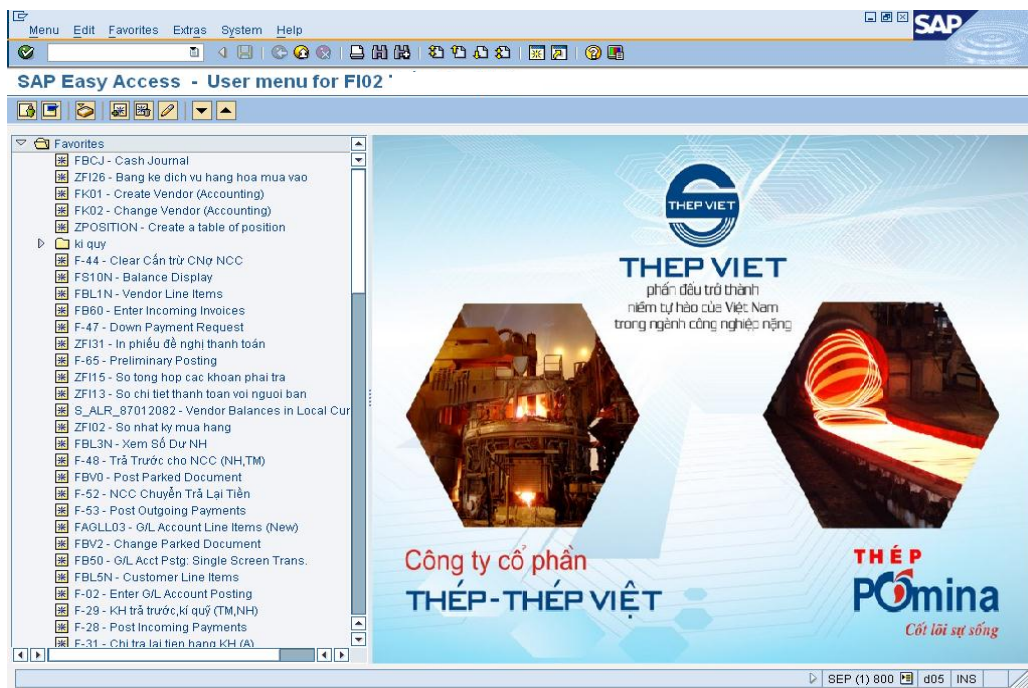 Menu Edit Favorites Extras System Help
SAP
SAP Easy Access - User menu for FI02
Favorites
FBCJ - Cash Journal
ZFI26 - Bang ke dich vu hang hoa mua vao
FK01 - Create Vendor (Accounting)
FK02 - Change Vendor (Accounting)
ZPOSITION - Create a table of position
ki quy
F-44 - Clear Cấn trừ CNợ NCC
FS10N - Balance Display
FBL1N - Vendor Line Items
FB60 - Enter Incoming Invoices
F-47 - Down Payment Request
ZFI31 - In phiếu đề nghị thanh toán
F-65 - Preliminary Posting
ZFI15 - So tong hop cac khoan phai tra
ZFI13 - So chi tiet thanh toan voi nguoi ban
S_ALR_87012082 - Vendor Balances in Local Cur
ZFI02 - So nhat ky mua hang
FBL3N - Xem Số Dư NH
F-48 - Trả Trước cho NCC (NH,TM)
FBV0 - Post Parked Document
F-52 - NCC Chuyển Trả Lại Tiền
F-53 - Post Outgoing Payments
FAGLL03 - G/L Account Line Items (New)
FBV2 - Change Parked Document
FB50 - G/L Acct Pstg: Single Screen Trans.
FBL5N - Customer Line Items
F-02 - Enter G/L Account Posting
F-29 - KH trả trước,kí quỹ (TM,NH)
F-28 - Post Incoming Payments
F-31 - Chi tra lai tien hang KH (A)
THEP VIET
THEP VIET
phấn đấu trở thành
niềm tự hào của Việt Nam
trong ngành công nghiệp nặng
Công ty cổ phần
THÉP-THÉP VIỆT
THÉP
POmina
Cốt lõi sự sống
SEP (1) 800 d05 INS